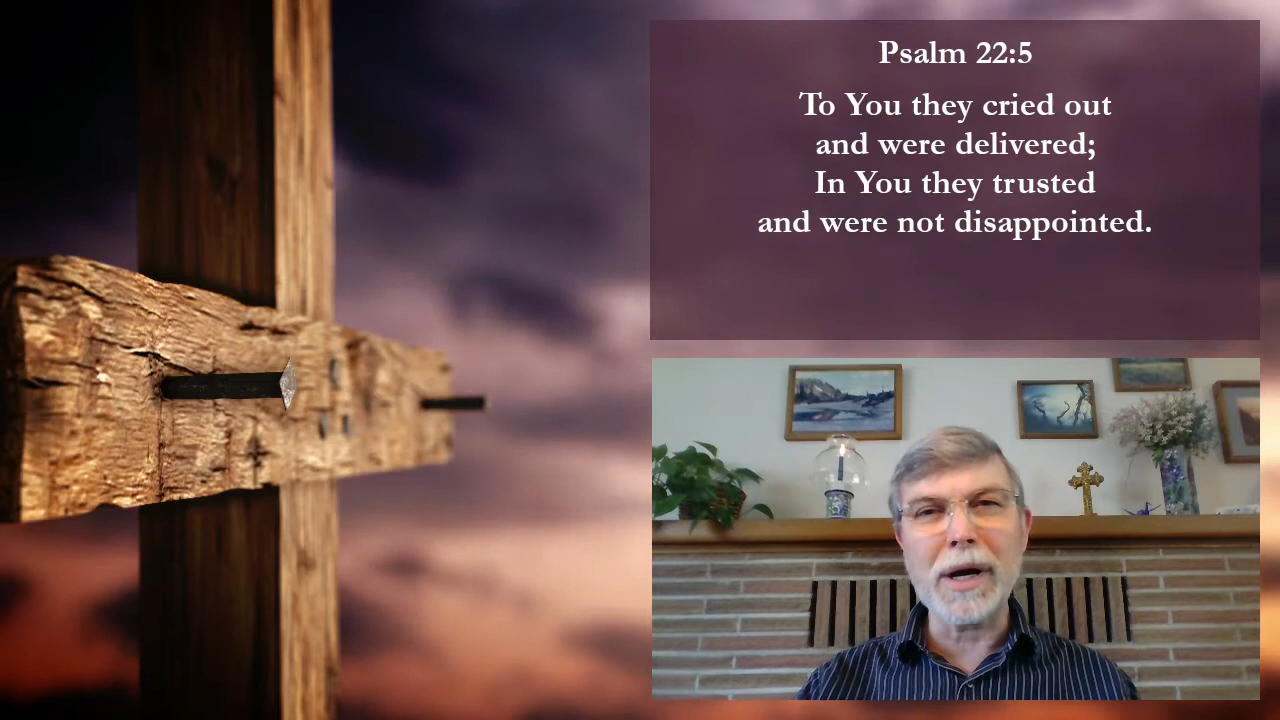 Psalm 22:5
To You they cried out
and were delivered;
In You they trusted
and were not disappointed.